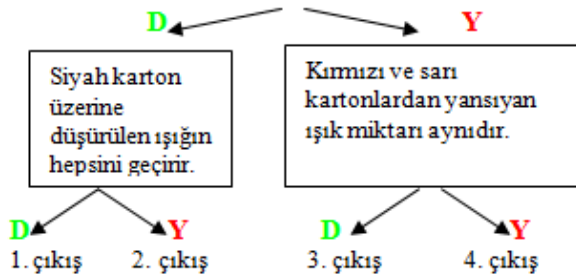 D Y
Siyah karton
üzerine
düşürülen ışığın
hepsini geçirir.
Kırmızı ve sarı
kartonlardan yansıyan
ışık miktarı aynıdır.
D Y D Y
1. çıkış 2. çıkış 3. çıkış 4. çıkış